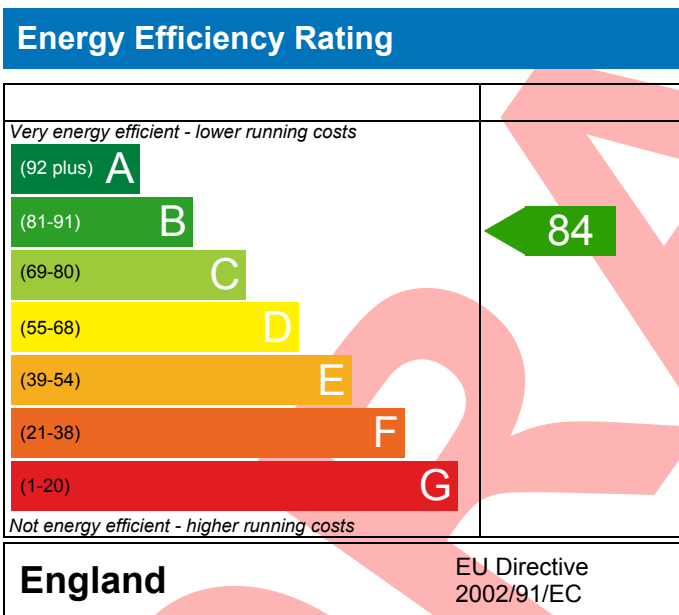 Energy Efficiency Rating
Very energy efficient - lower running costs
(92 plus) A
(81-91) B
84
(69-80) C
(55-68) D
(39-54) E
(21-38) F
(1-20) G
Not energy efficient - higher running costs
England
EU Directive
2002/91/EC